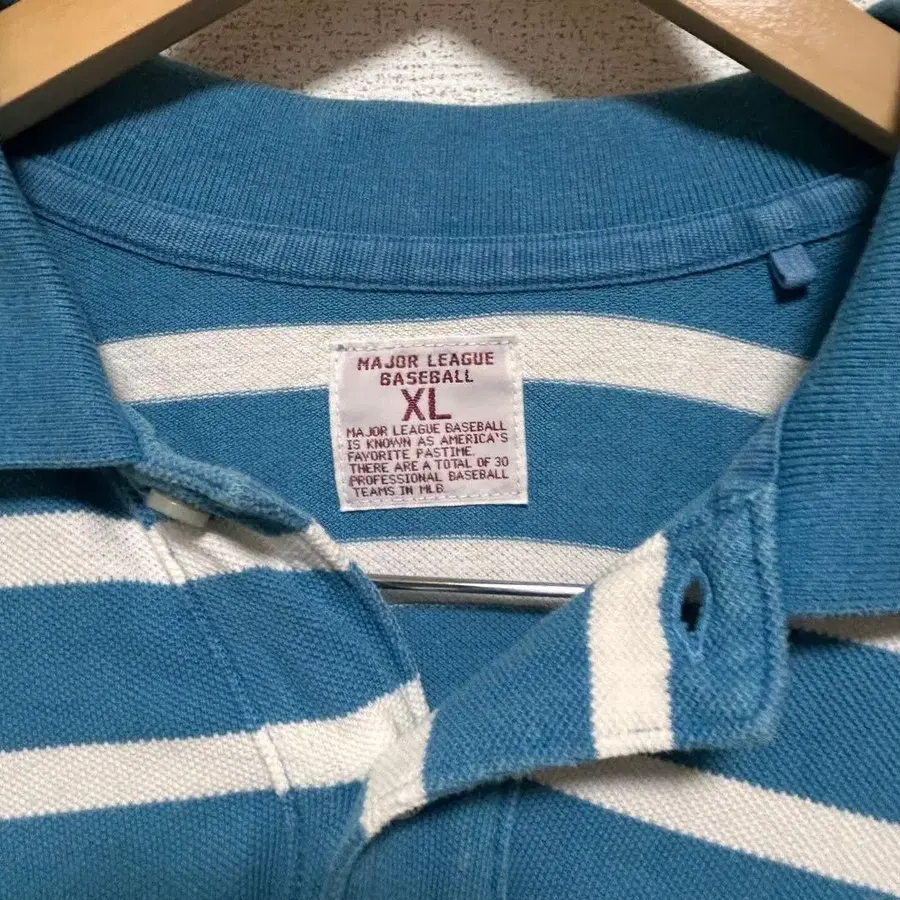 MAJOR LEAGUE
BASEBALL
XL
MAJOR LEAGUE BASEBALL
IS KNOWN AS AMERICA'S
FAVORITE PASTIME.
THERE ARE A TOTAL OF 30
PROFESSIONAL BASEBALL
TEAMS IN MLB